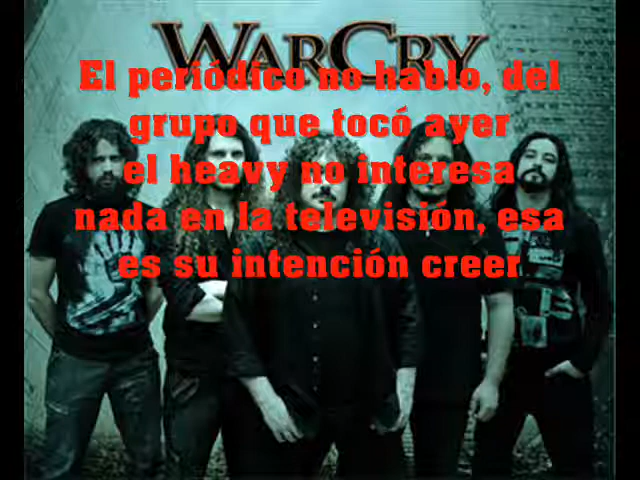 WARCRY
El periódico no hablo, del
grupo que tocó ayer
el heavy no interesa
nada en la televisión, esa
es su intención creer